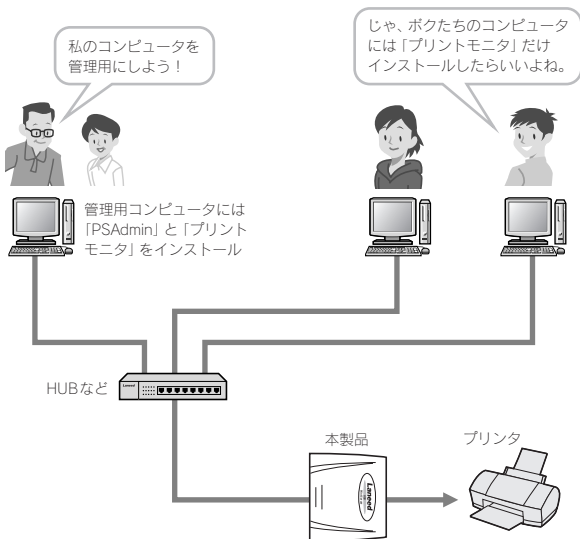 私のコンピュータを
管理用にしよう！
じゃ、ボクたちのコンピュータ
には「プリントモニタ」だけ
インストールしたらいいよね。
管理用コンピュータには
「PSAdmin」と「プリント
モニタ」をインストール
HUBなど
本製品
プリンタ
Laneed